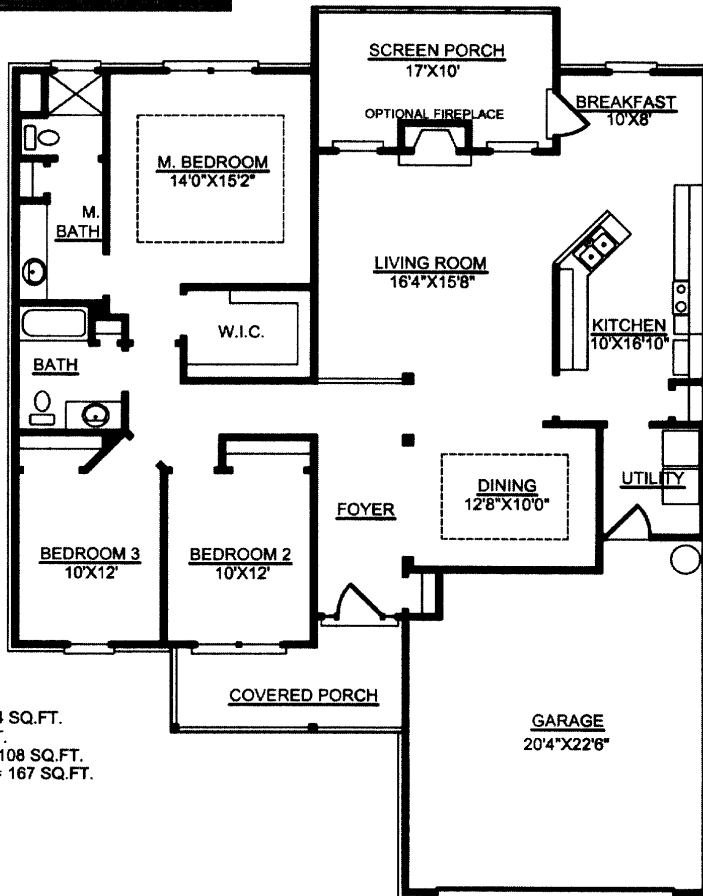 SCREEN PORCH
17'X10'
OPTIONAL FIREPLACE
BREAKFAST
10'X8'
M. BEDROOM
14'0"X15'2"
M.
BATH
LIVING ROOM
16'4"X15'8"
W.I.C.
KITCHEN
10'X16'10"
BATH
UTILITY
DINING
12'8"X10'0"
FOYER
BEDROOM 3
10'X12'
BEDROOM 2
10'X12'
COVERED PORCH
GARAGE
20'4"X22'6"
SQ.FT.
108 SQ.FT.
= 167 SQ.FT.